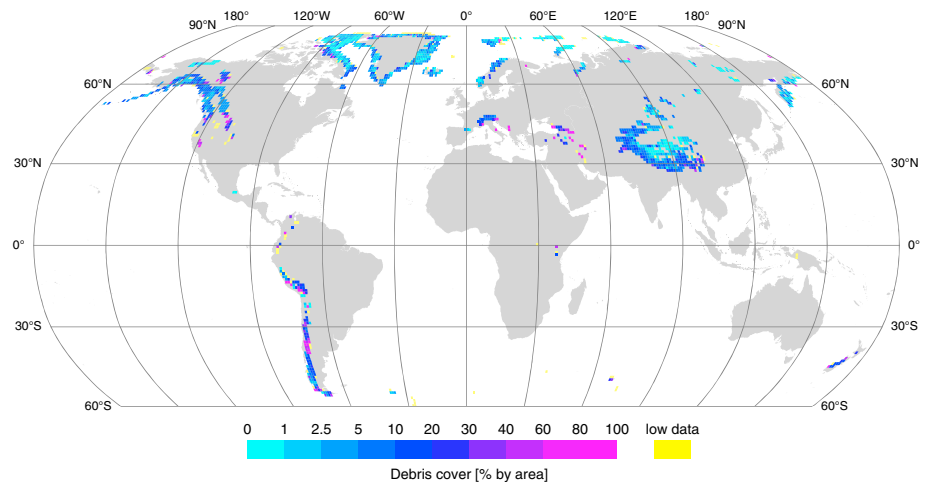 180° 120°W 60°W 0° 60°E 120°E 180°
90°N 90°N
60°N 60°N
30°N 30°N
0° 0°
30°S 30°S
60°S 60°S
0 1 2.5 5 10 20 30 40 60 80 100 low data
Debris cover [% by area]